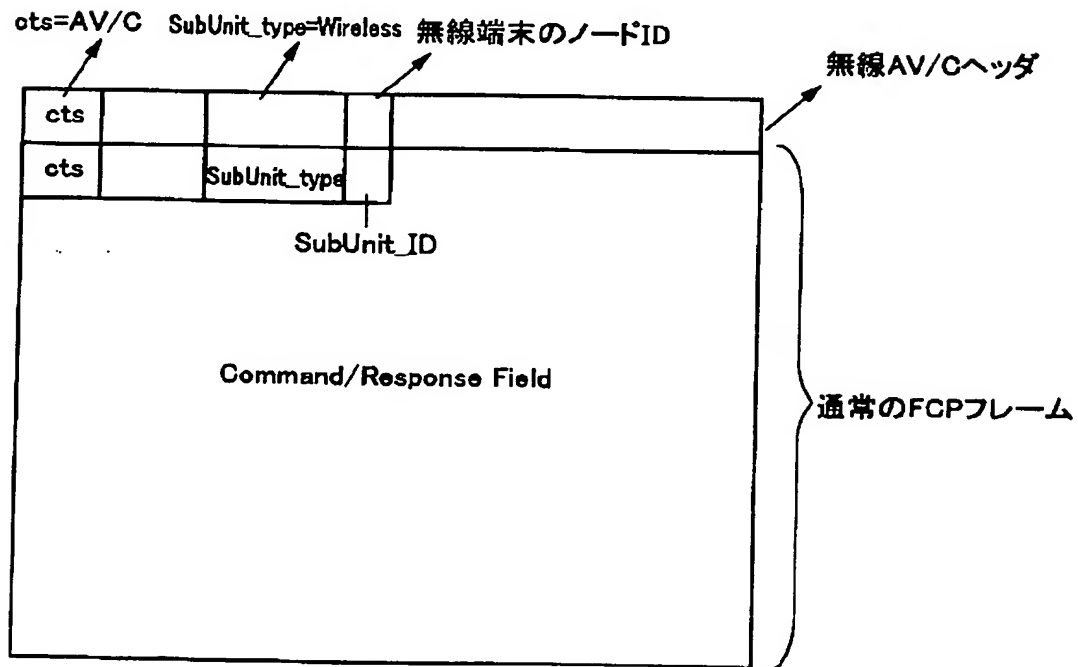 cts=AV/C SubUnit_type=Wireless 無線端末のノードID
無線AV/Cヘッダ
cts
cts SubUnit_type
SubUnit_ID
Command/Response Field
通常のFCPフレーム